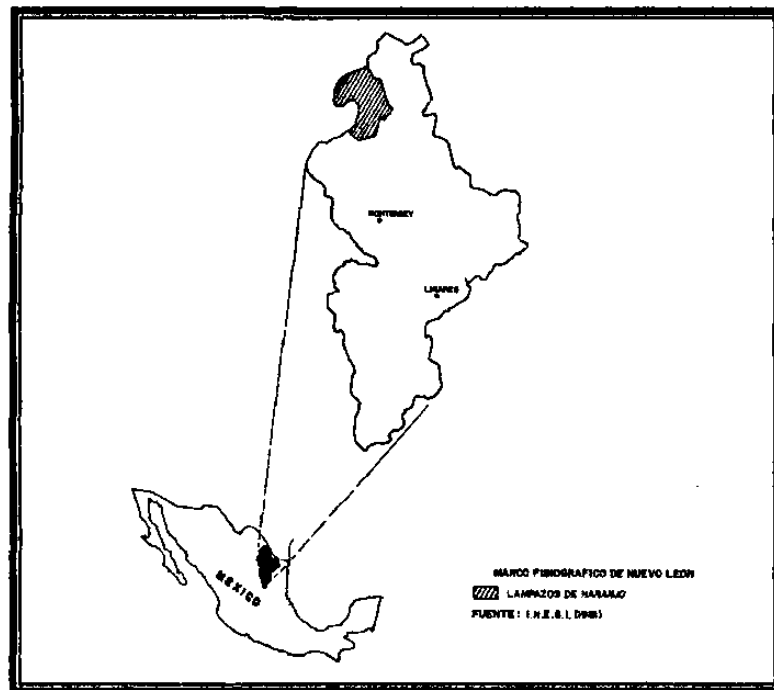 MONTERREY
LINARES
MEXICO
MARCO FISIOGRAFICO DE NUEVO LEON
LAMPAZOS DE NARANJO
FUENTE: I.N.E.G.I.